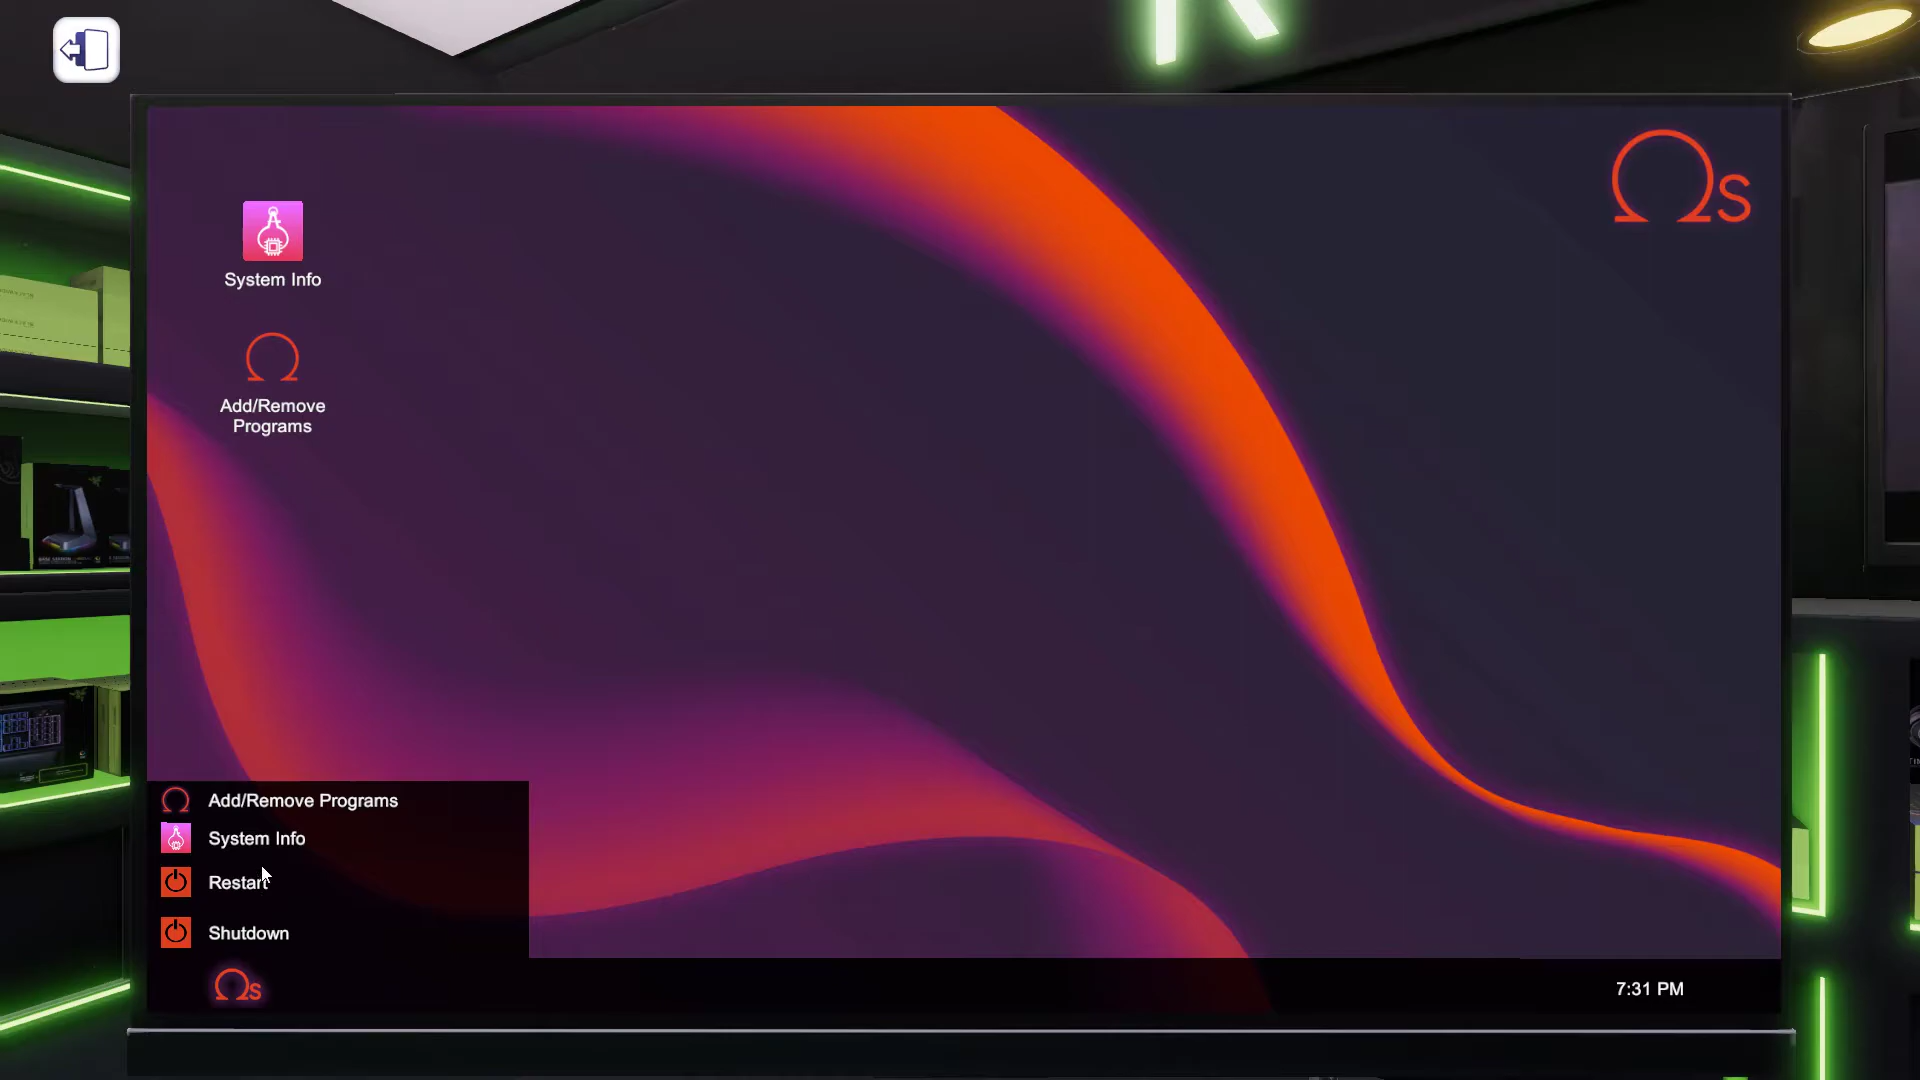 Ωs
System Info
Add/Remove
Programs
Add/Remove Programs
System Info
Restart
Shutdown
Ωs
7:31 PM